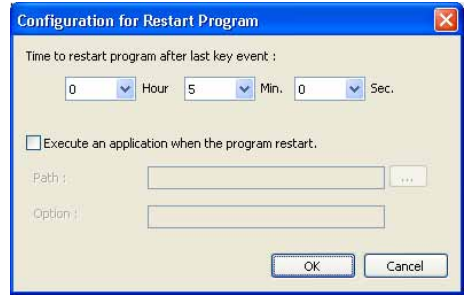 Configuration for Restart Program
Time to restart program after last key event :
0 Hour 5 Min. 0 Sec.
Execute an application when the program restart.
Path : ...
Option :
OK Cancel